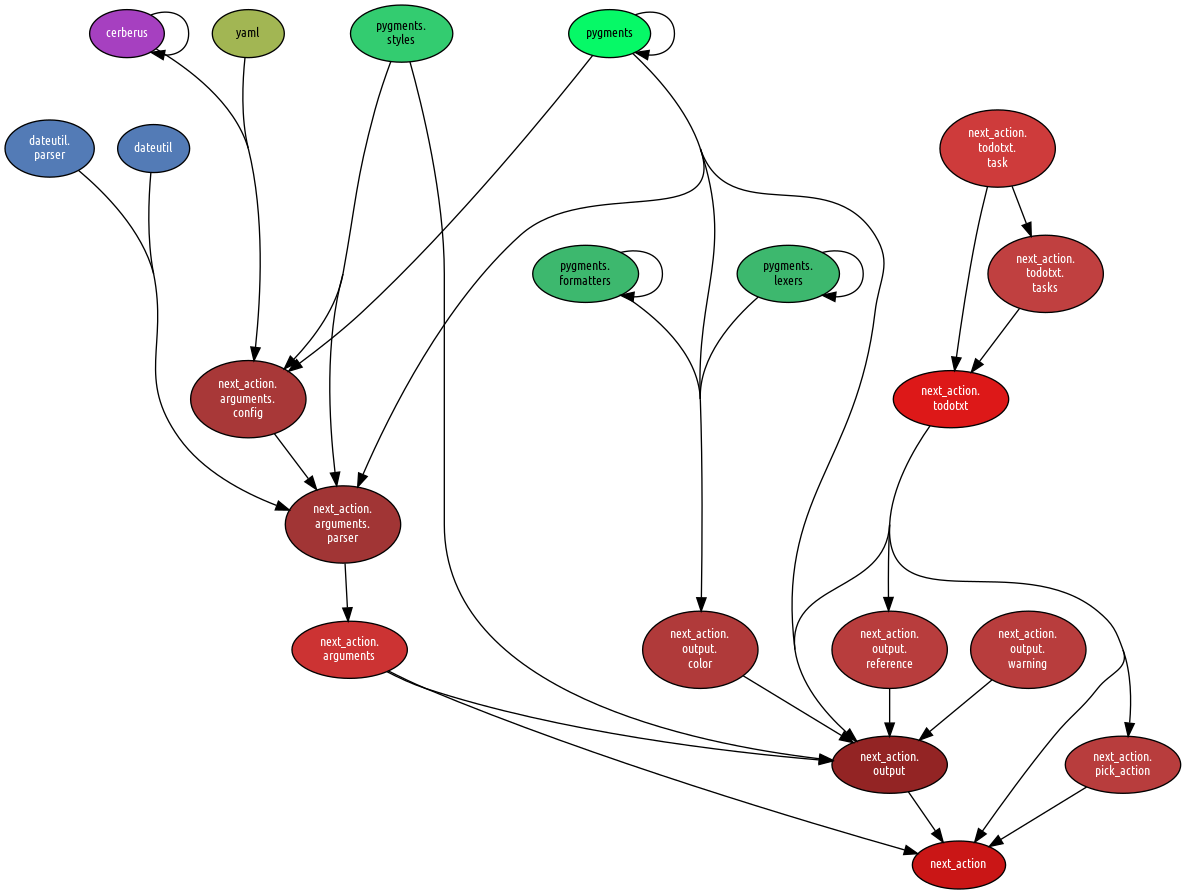 cerberus
yaml
pygments.
styles
pygments
dateutil.
parser
dateutil
next_action.
todotxt.
task
pygments.
formatters
pygments.
lexers
next_action.
todotxt.
tasks
next_action.
arguments.
config
next_action.
todotxt
next_action.
arguments.
parser
next_action.
arguments
next_action.
output.
color
next_action.
output.
reference
next_action.
output.
warning
next_action.
output
next_action.
pick_action
next_action